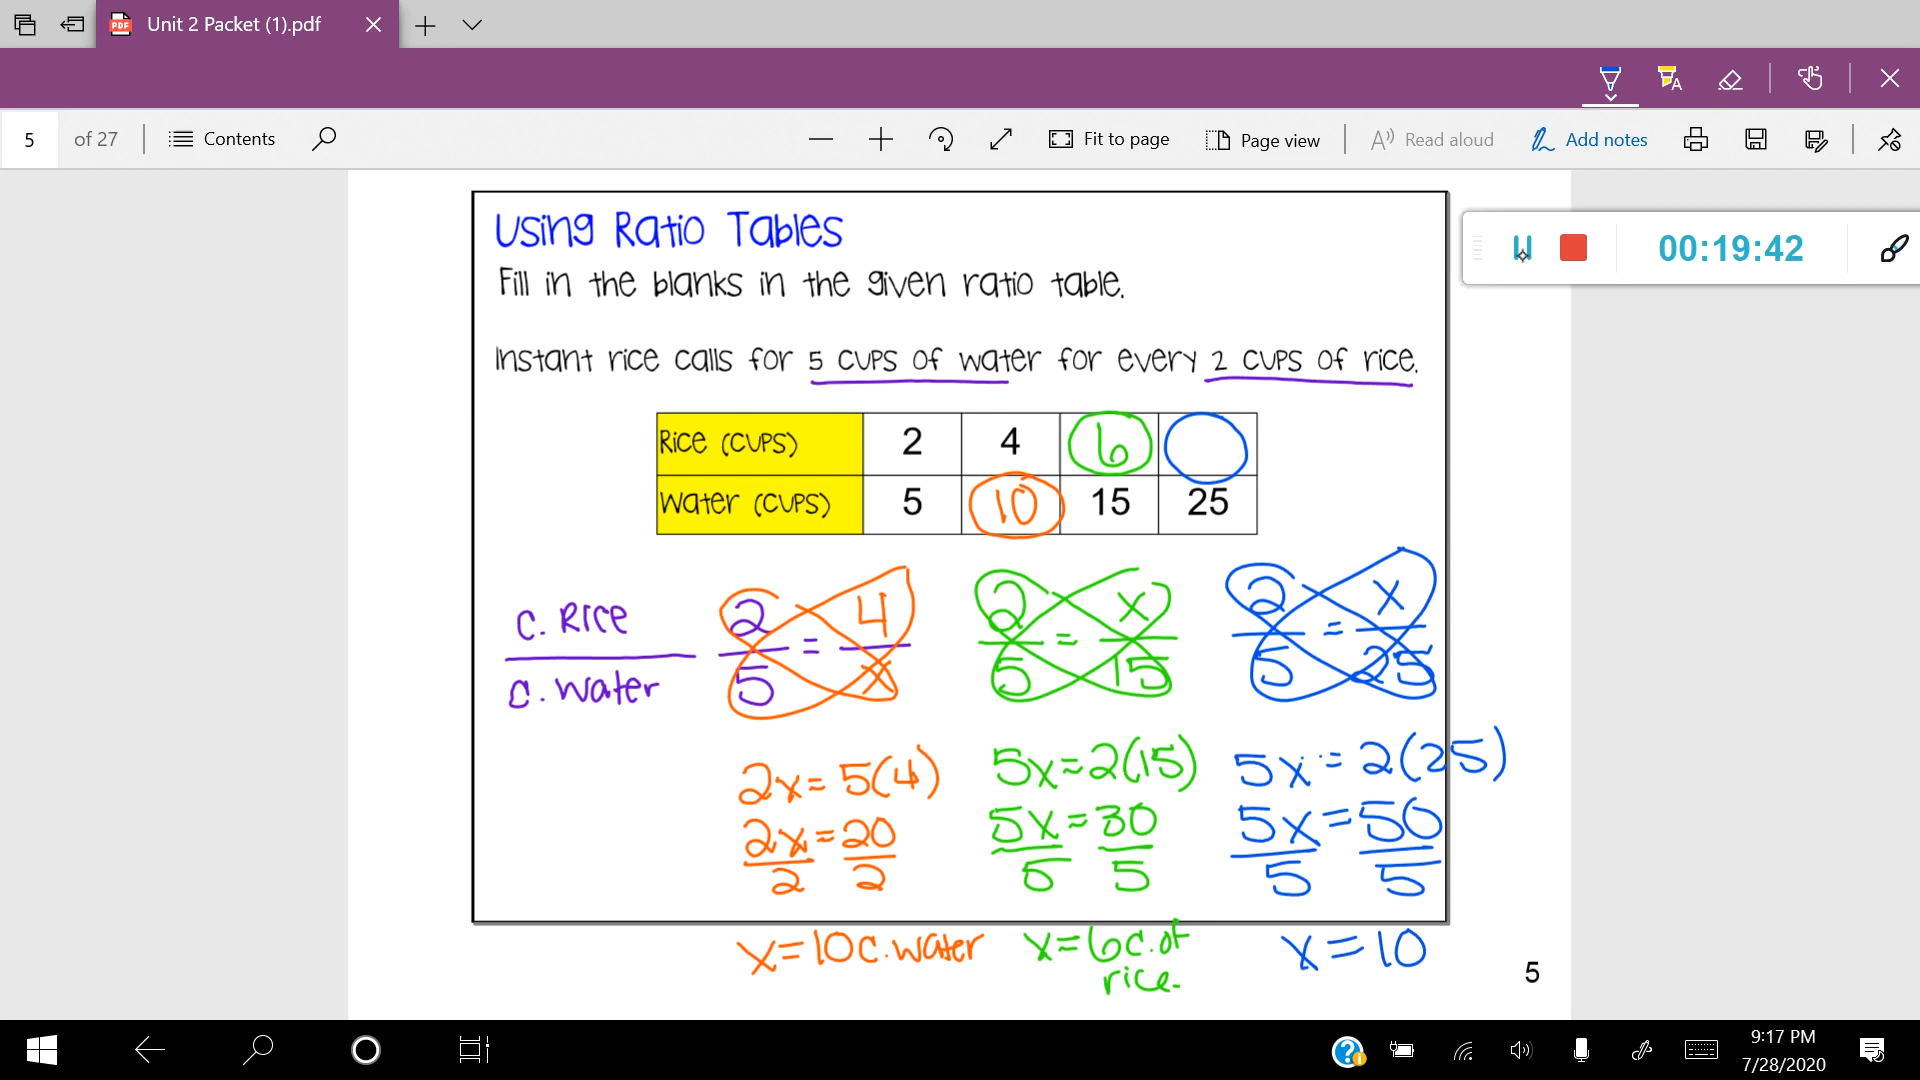 Unit 2 Packet (1).pdf
5 of 27 Contents Fit to page Page view Read aloud Add notes
Using Ratio Tables
Fill in the blanks in the given ratio table.
00:19:42
Instant rice calls for 5 cups of water for every 2 cups of rice.
Rice (cups) 2 4 6
Water (cups) 5 10 15 25
C. Rice 2 = 4 2 = x 2 = x
C. Water 5 x 5 15 5 25
2x = 5(4) 5x = 2(15) 5x = 2(25)
2x = 20 5x = 30 5x = 50
2 2 5 5 5 5
x = 10 C. Water x = 6 C. of x = 10
rice.
5
9:17 PM
7/28/2020